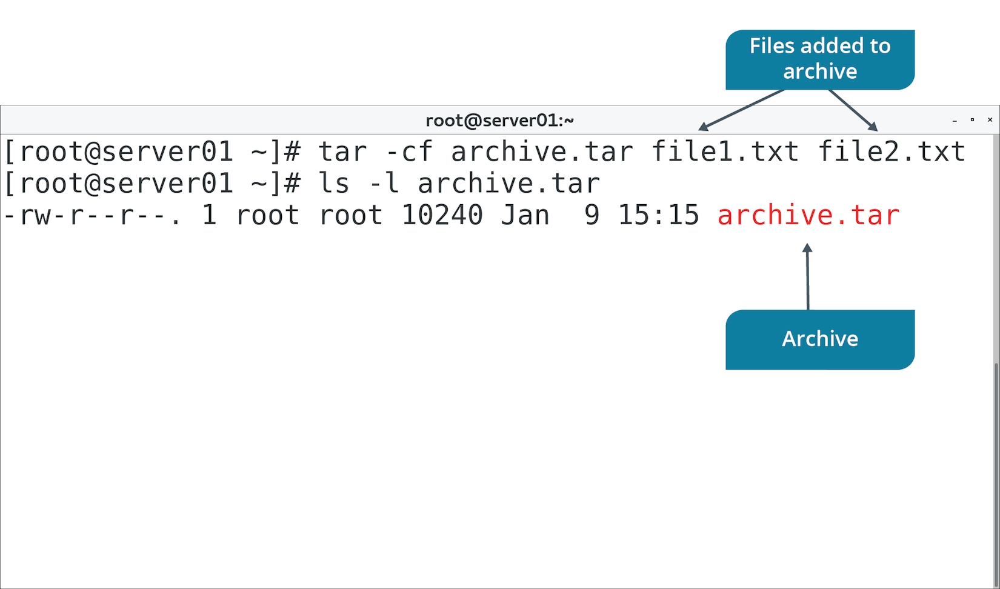 Files added to
archive
root@server01:~
[root@server01 ~]# tar -cf archive.tar file1.txt file2.txt
[root@server01 ~]# ls -l archive.tar
-rw-r--r--. 1 root root 10240 Jan  9 15:15 archive.tar
Archive